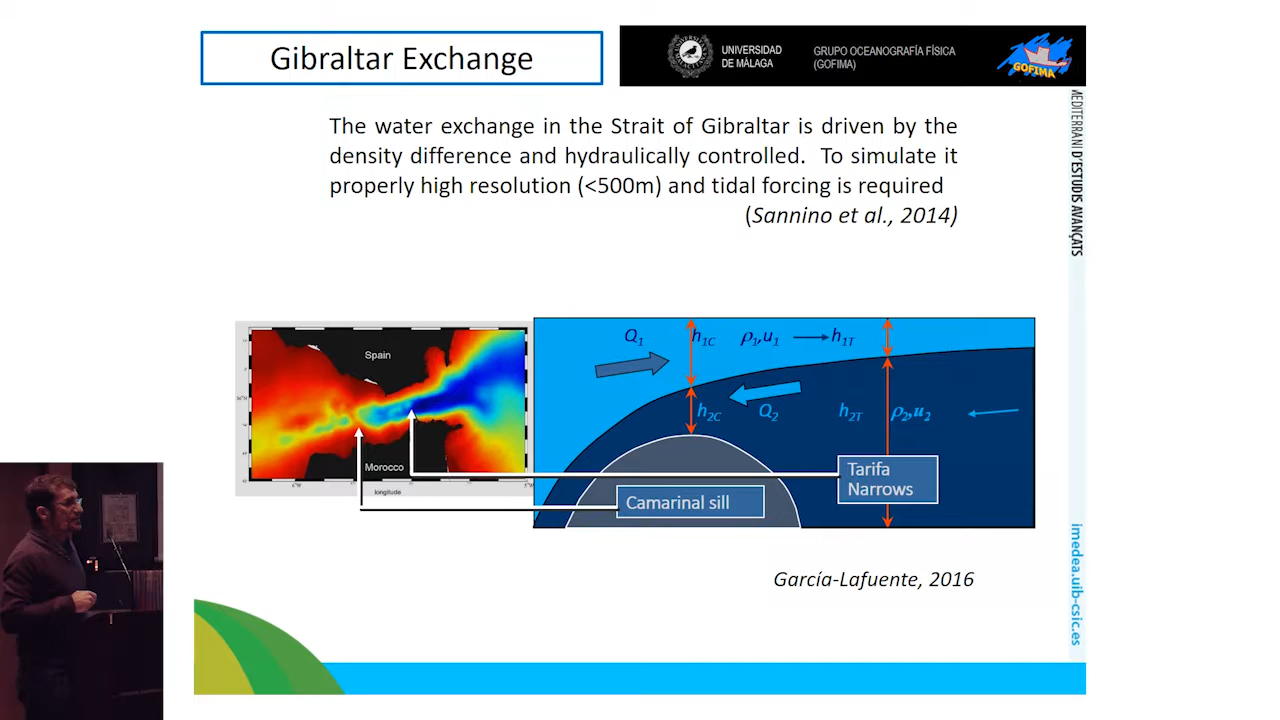 Gibraltar Exchange
UNIVERSIDAD
DE MÁLAGA
GRUPO OCEANOGRAFÍA FÍSICA
(GOFIMA)
GOFIMA
The water exchange in the Strait of Gibraltar is driven by the
density difference and hydraulically controlled. To simulate it
properly high resolution (<500m) and tidal forcing is required
(Sannino et al., 2014)
MEDITERRANI D'ESTUDIS AVANÇATS
Spain
Morocco
longitude
Q1
h1C
ρ1,u1
h1T
h2C
Q2
h2T
ρ2,u2
Tarifa
Narrows
Camarinal sill
García-Lafuente, 2016
imedea.uib-csic.es